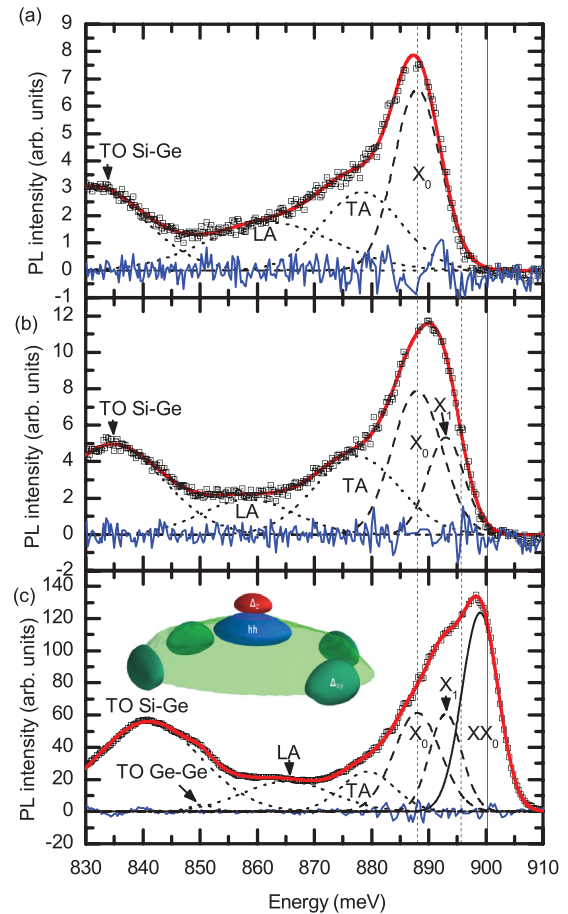 (a)
PL intensity (arb. units)
9
8
7
6
5
4
3
2
1
0
-1
TO Si-Ge
LA
TA
X0
(b)
PL intensity (arb. units)
12
10
8
6
4
2
0
-2
TO Si-Ge
LA
TA
X0
X1
(c)
PL intensity (arb. units)
140
120
100
80
60
40
20
0
-20
Δz
hh
Δxy
TO Si-Ge
TO Ge-Ge
LA
TA
X0
X1
XX0
830 840 850 860 870 880 890 900 910
Energy (meV)